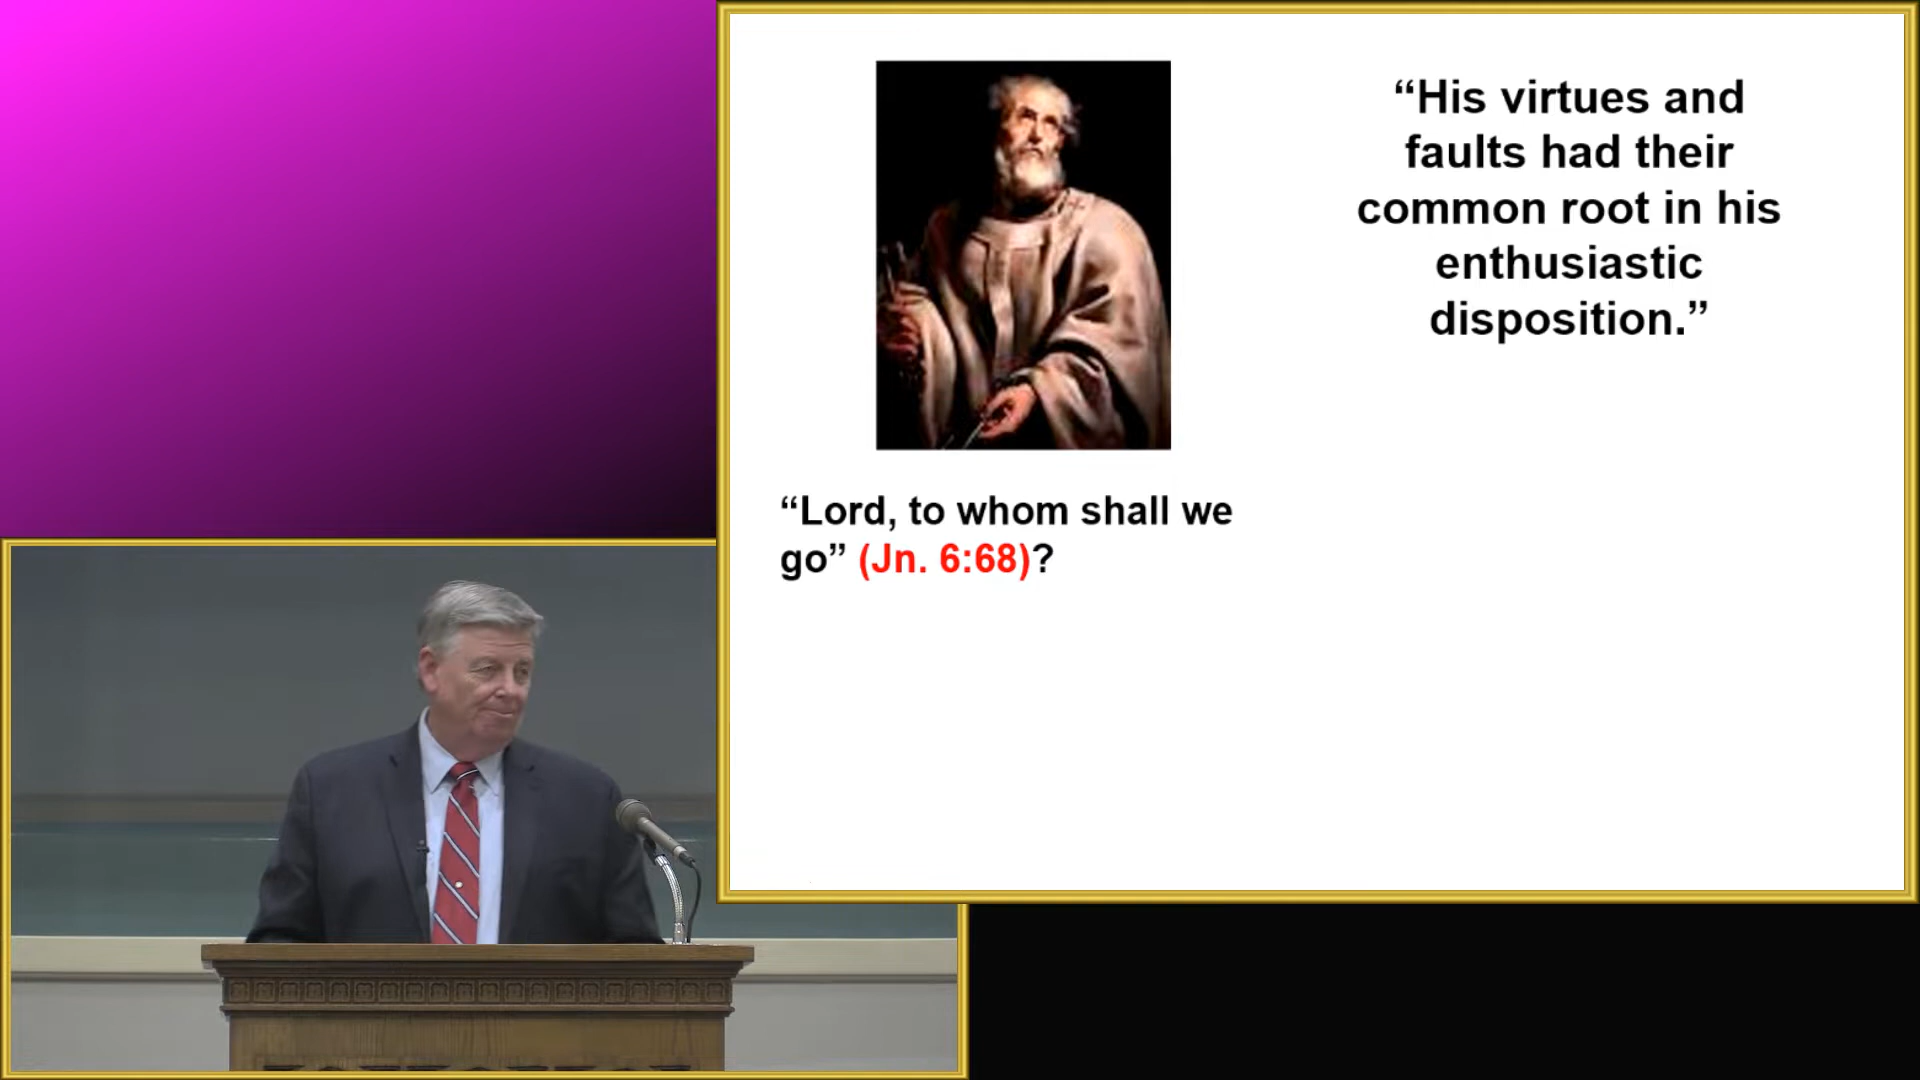 “His virtues and
faults had their
common root in his
enthusiastic
disposition.”
“Lord, to whom shall we
go” (Jn. 6:68)?